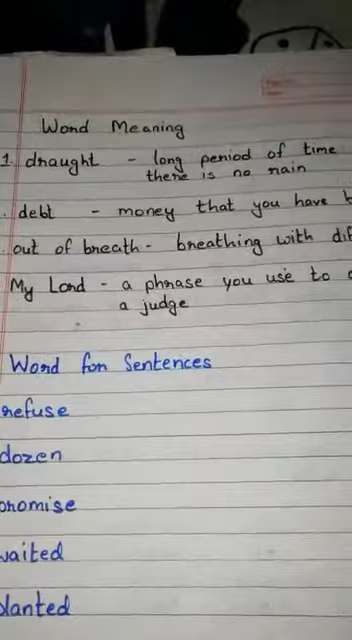 Word Meaning
1. draught - long period of time
there is no rain
debt - money that you have
out of breath - breathing with
My Lord - a phrase you use to
a judge
Word for Sentences
refuse
dozen
promise
waited
planted